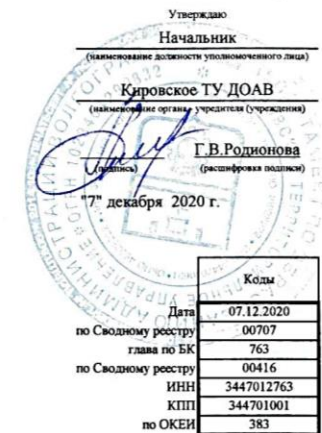 Утверждаю
Начальник
(наименование должности уполномоченного лица)
Кировское ТУ ДОАВ
(наименование органа - учредителя (учреждения)
Г.В.Родионова
(подпись) (расшифровка подписи)
"7" декабря 2020 г.
Коды
Дата 07.12.2020
по Сводному реестру 00707
глава по БК 763
по Сводному реестру 00416
ИНН 3447012763
КПП 344701001
по ОКЕИ 383